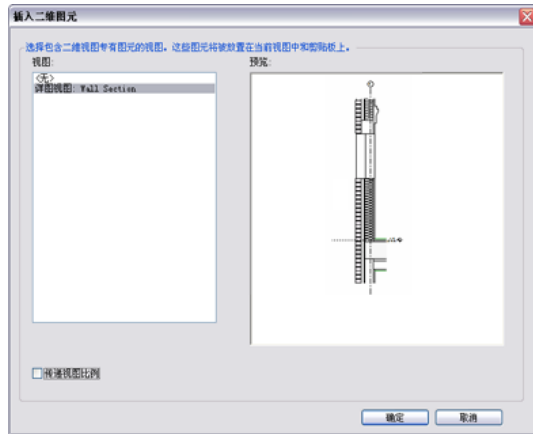 插入二维图元
选择包含二维视图专有图元的视图。这些图元将被放置在当前视图中和剪贴板上。
视图:
预览:
<无>
详图视图: Wall Section
传递视图比例
确定
取消